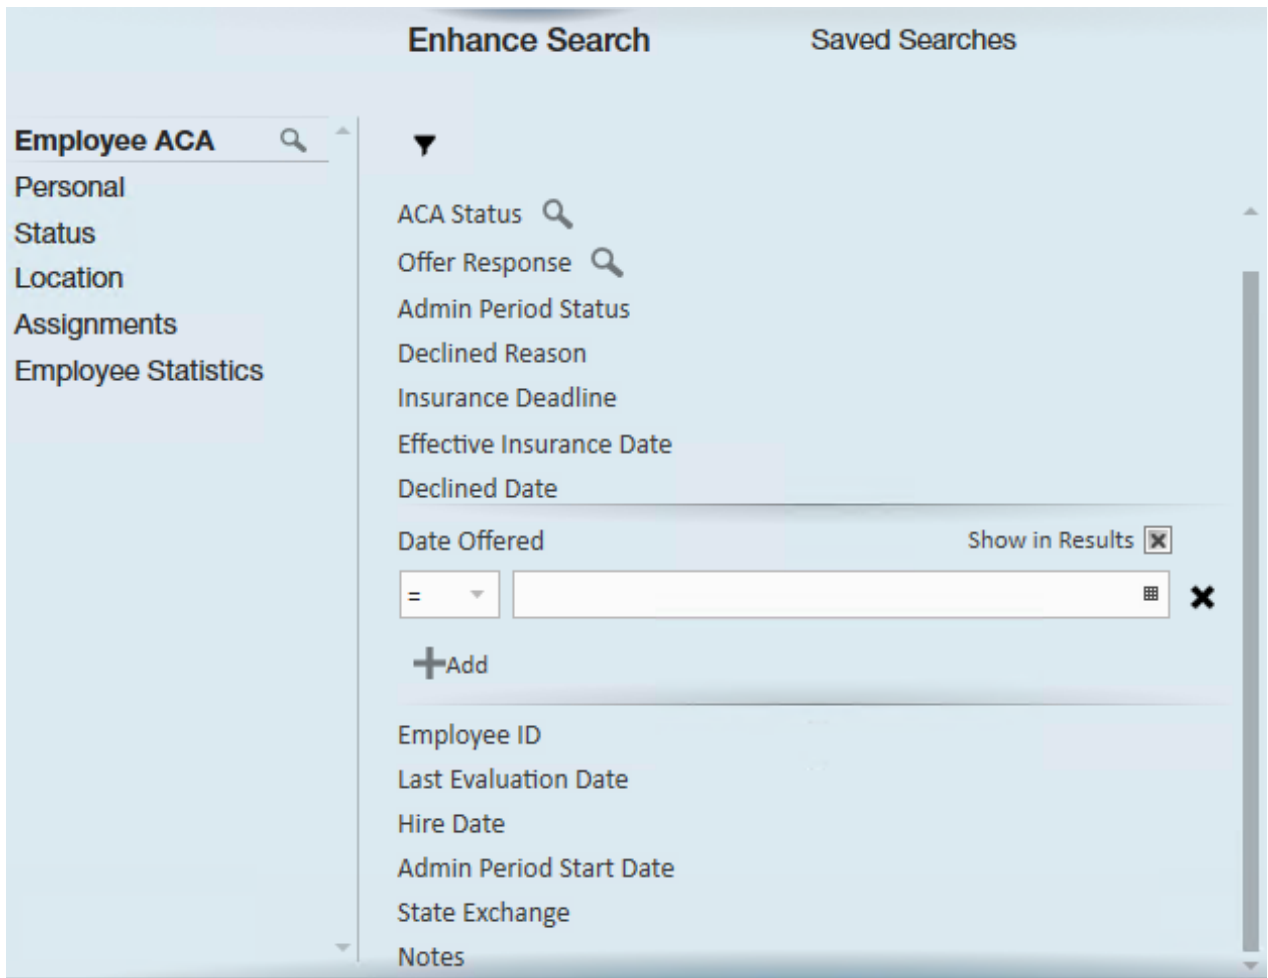 Enhance Search
Saved Searches
Employee ACA
Personal
Status
Location
Assignments
Employee Statistics
ACA Status
Offer Response
Admin Period Status
Declined Reason
Insurance Deadline
Effective Insurance Date
Declined Date
Date Offered
Show in Results
=
Add
Employee ID
Last Evaluation Date
Hire Date
Admin Period Start Date
State Exchange
Notes